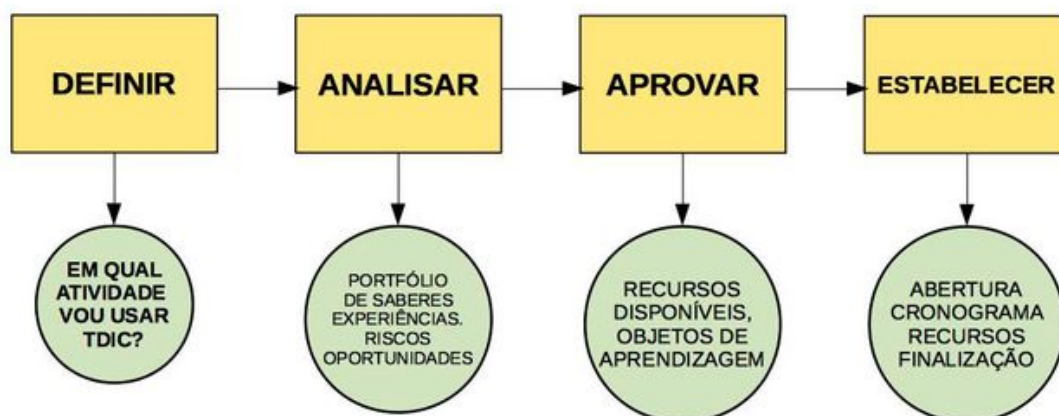 DEFINIR
ANALISAR
APROVAR
ESTABELECER
EM QUAL
ATIVIDADE
VOU USAR
TDIC?
PORTFÓLIO
DE SABERES
EXPERIÊNCIAS.
RISCOS
OPORTUNIDADES
RECURSOS
DISPONÍVEIS,
OBJETOS DE
APRENDIZAGEM
ABERTURA
CRONOGRAMA
RECURSOS
FINALIZAÇÃO